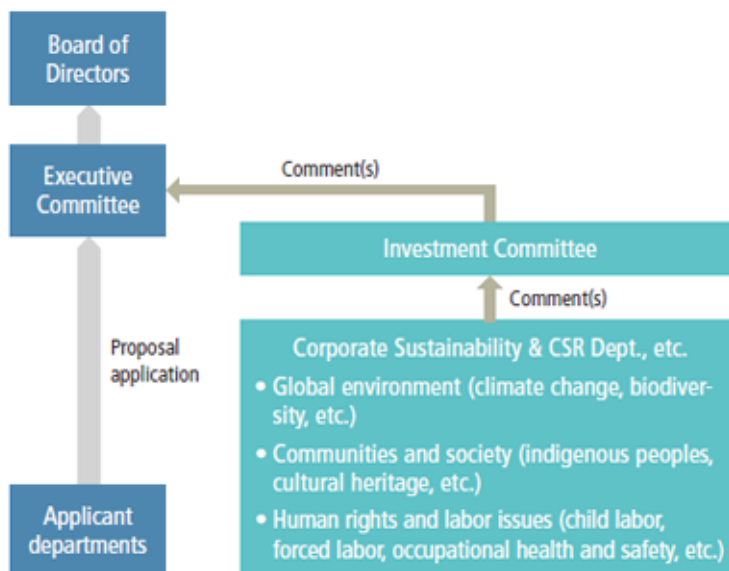 Board of
Directors
Executive
Committee
Comment(s)
Investment Committee
Comment(s)
Proposal
application
Corporate Sustainability & CSR Dept., etc.
• Global environment (climate change, biodiver-
sity, etc.)
• Communities and society (indigenous peoples,
cultural heritage, etc.)
• Human rights and labor issues (child labor,
forced labor, occupational health and safety, etc.)
Applicant
departments